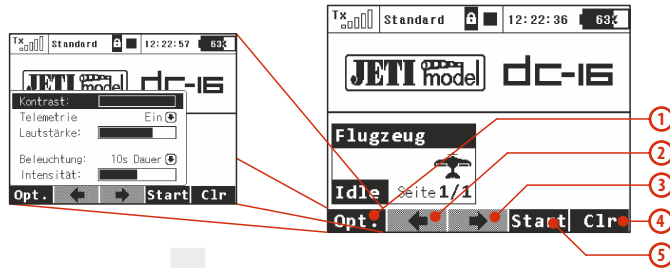 Tx Standard 12:22:57 63%
JETI model dc-16
Kontrast:
Telemetrie Ein
Lautstärke:
Beleuchtung: 10s Dauer
Intensität:
Opt. Start Clr
Tx Standard 12:22:36 63%
JETI model dc-16
Flugzeug
Idle Seite 1/1
Opt. Start Clr
1
2
3
4
5